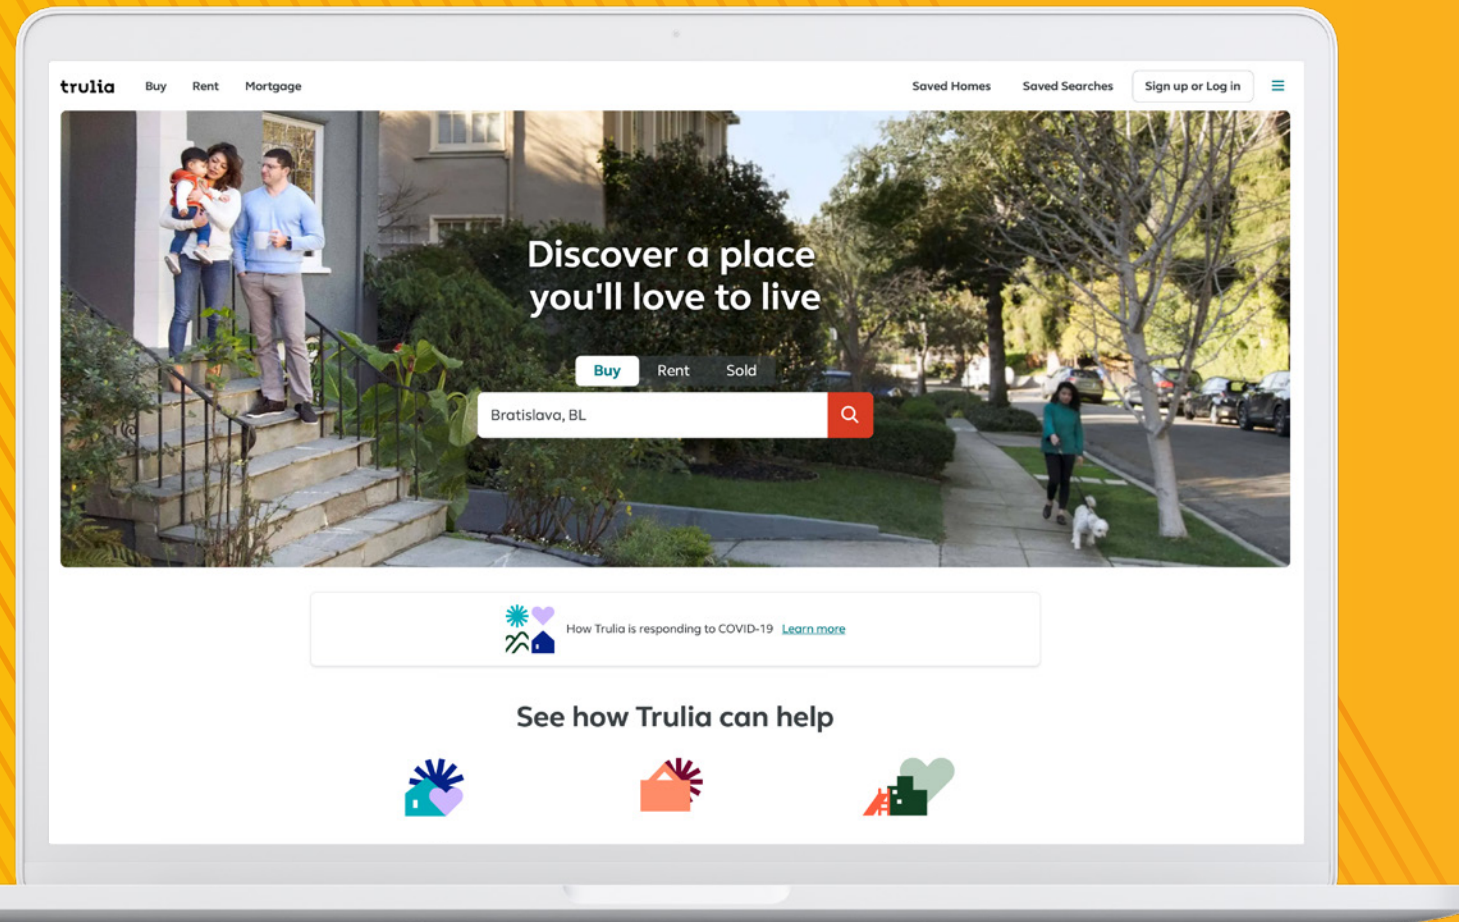 trulia
Buy Rent Mortgage
Saved Homes Saved Searches Sign up or Log in
Discover a place
you'll love to live
Buy Rent Sold
Bratislava, BL
How Trulia is responding to COVID-19 Learn more
See how Trulia can help